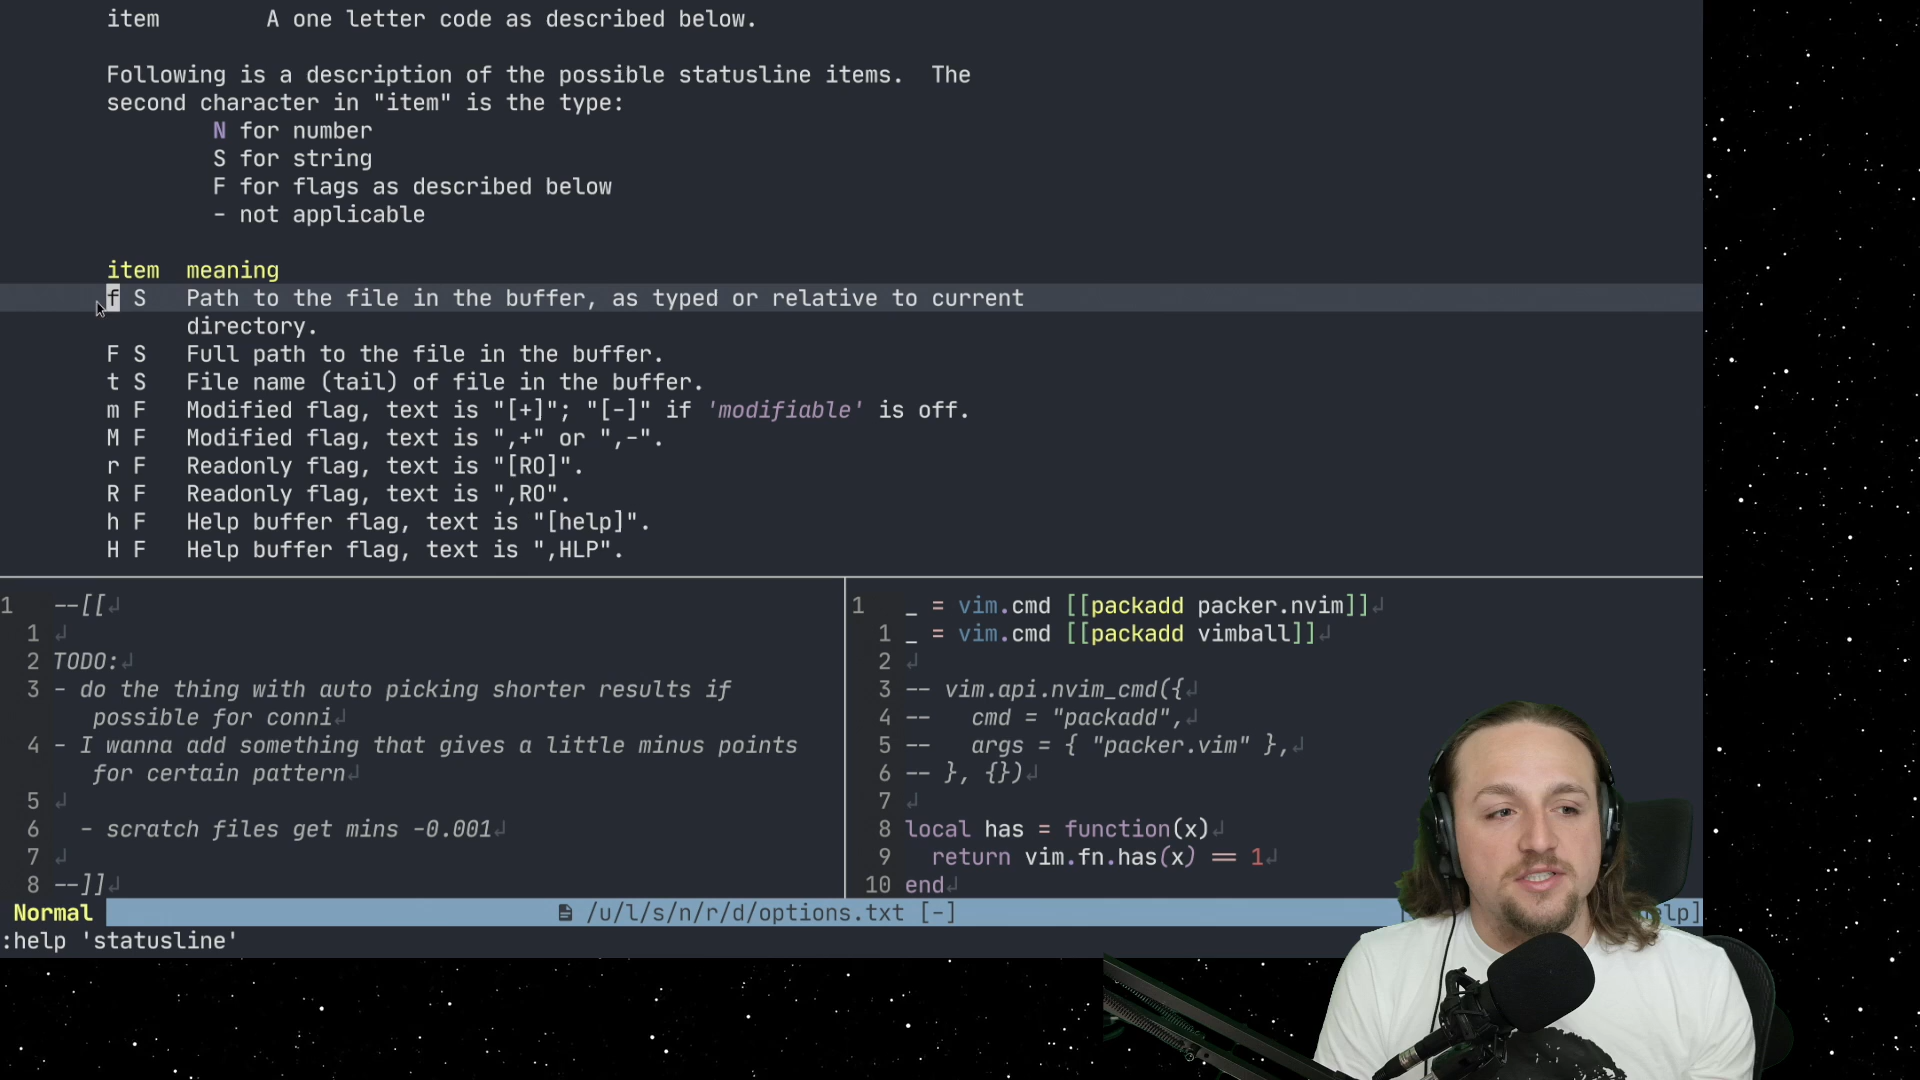 item        A one letter code as described below.
Following is a description of the possible statusline items.  The
second character in "item" is the type:
N for number
S for string
F for flags as described below
- not applicable
item  meaning
f S   Path to the file in the buffer, as typed or relative to current
directory.
F S   Full path to the file in the buffer.
t S   File name (tail) of file in the buffer.
m F   Modified flag, text is "[+]"; "[-]" if 'modifiable' is off.
M F   Modified flag, text is ",+" or ",-".
r F   Readonly flag, text is "[RO]".
R F   Readonly flag, text is ",RO".
h F   Help buffer flag, text is "[help]".
H F   Help buffer flag, text is ",HLP".
1   --[[↲
1 ↲
2 TODO:↲
3 - do the thing with auto picking shorter results if
possible for conni↲
4 - I wanna add something that gives a little minus points
for certain pattern↲
5 ↲
6   - scratch files get mins -0.001↲
7 ↲
8 --]]↲
1   _ = vim.cmd [[packadd packer.nvim]]↲
1 _ = vim.cmd [[packadd vimball]]↲
2 ↲
3 -- vim.api.nvim_cmd({↲
4 --   cmd = "packadd",↲
5 --   args = { "packer.vim" },↲
6 -- }, {})↲
7 ↲
8 local has = function(x)↲
9   return vim.fn.has(x) == 1↲
10 end↲
Normal /u/l/s/n/r/d/options.txt [-]
:help 'statusline'